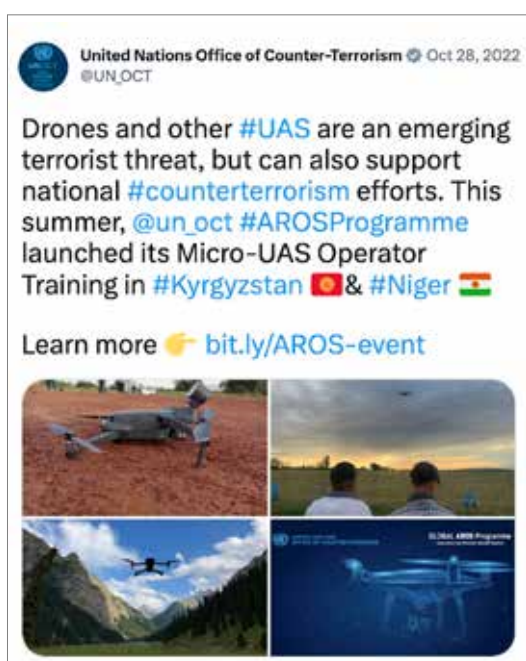 United Nations Office of Counter-Terrorism Oct 28, 2022
@UN_OCT
Drones and other #UAS are an emerging
terrorist threat, but can also support
national #counterterrorism efforts. This
summer, @un_oct #AROSProgramme
launched its Micro-UAS Operator
Training in #Kyrgyzstan 🇰🇬& #Niger 🇳🇪
Learn more 👉 bit.ly/AROS-event
GLOBAL AROS Programme